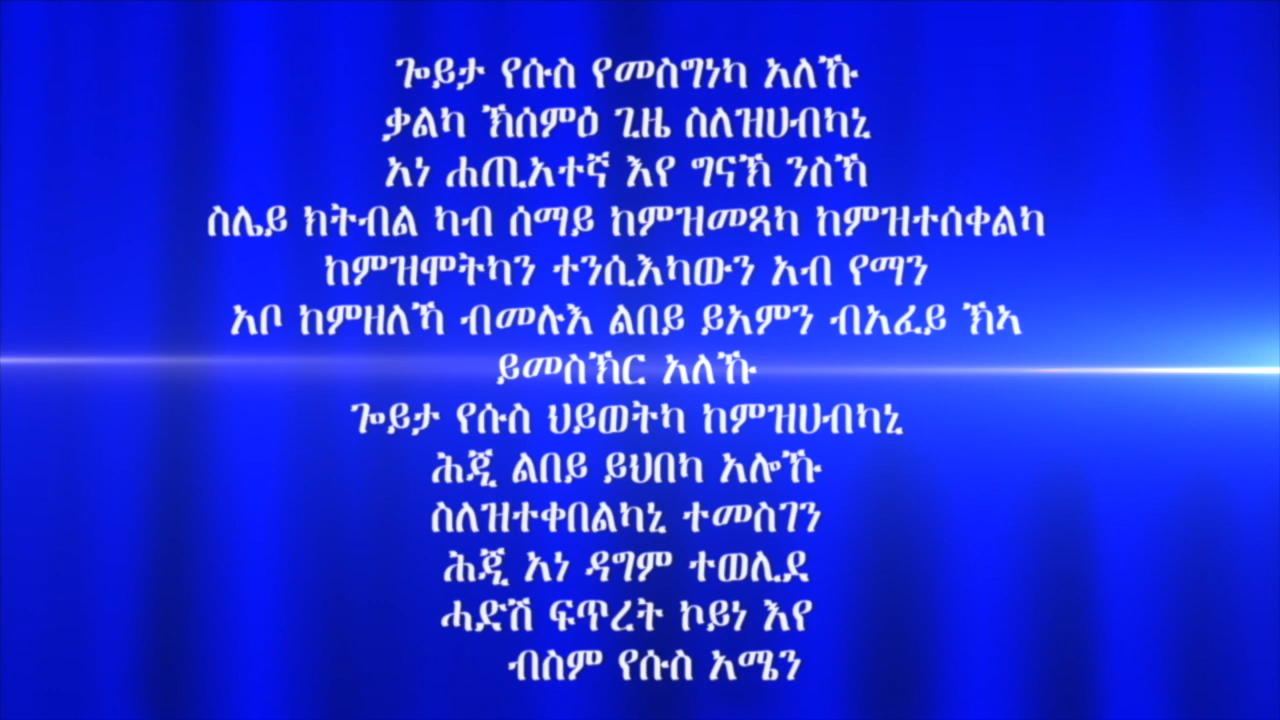 ጐይታ የሱስ የመስግነካ አለኹ
ቃልካ ኽሰምዕ ጊዜ ስለዝሀብካኒ
አነ ሐጢአተኛ እየ ግናኽ ንስኻ
ስሌይ ክትብል ካብ ሰማይ ከምዝመጻካ ከምዝተሰቀልካ
ከምዝሞትካን ተንሲእካውን አብ የማን
አቦ ከምዘለኻ ብመሉእ ልበይ ይአምን ብአፈይ ኽኣ
ይመስኽር አለኹ
ጐይታ የሱስ ህይወትካ ከምዝሀብካኒ
ሕጂ ልበይ ይህበካ አሎኹ
ስለዝተቀበልካኒ ተመስገን
ሕጂ አነ ዳግም ተወሊደ
ሓድሽ ፍጥረት ኮይነ እየ
ብስም የሱስ አሜን